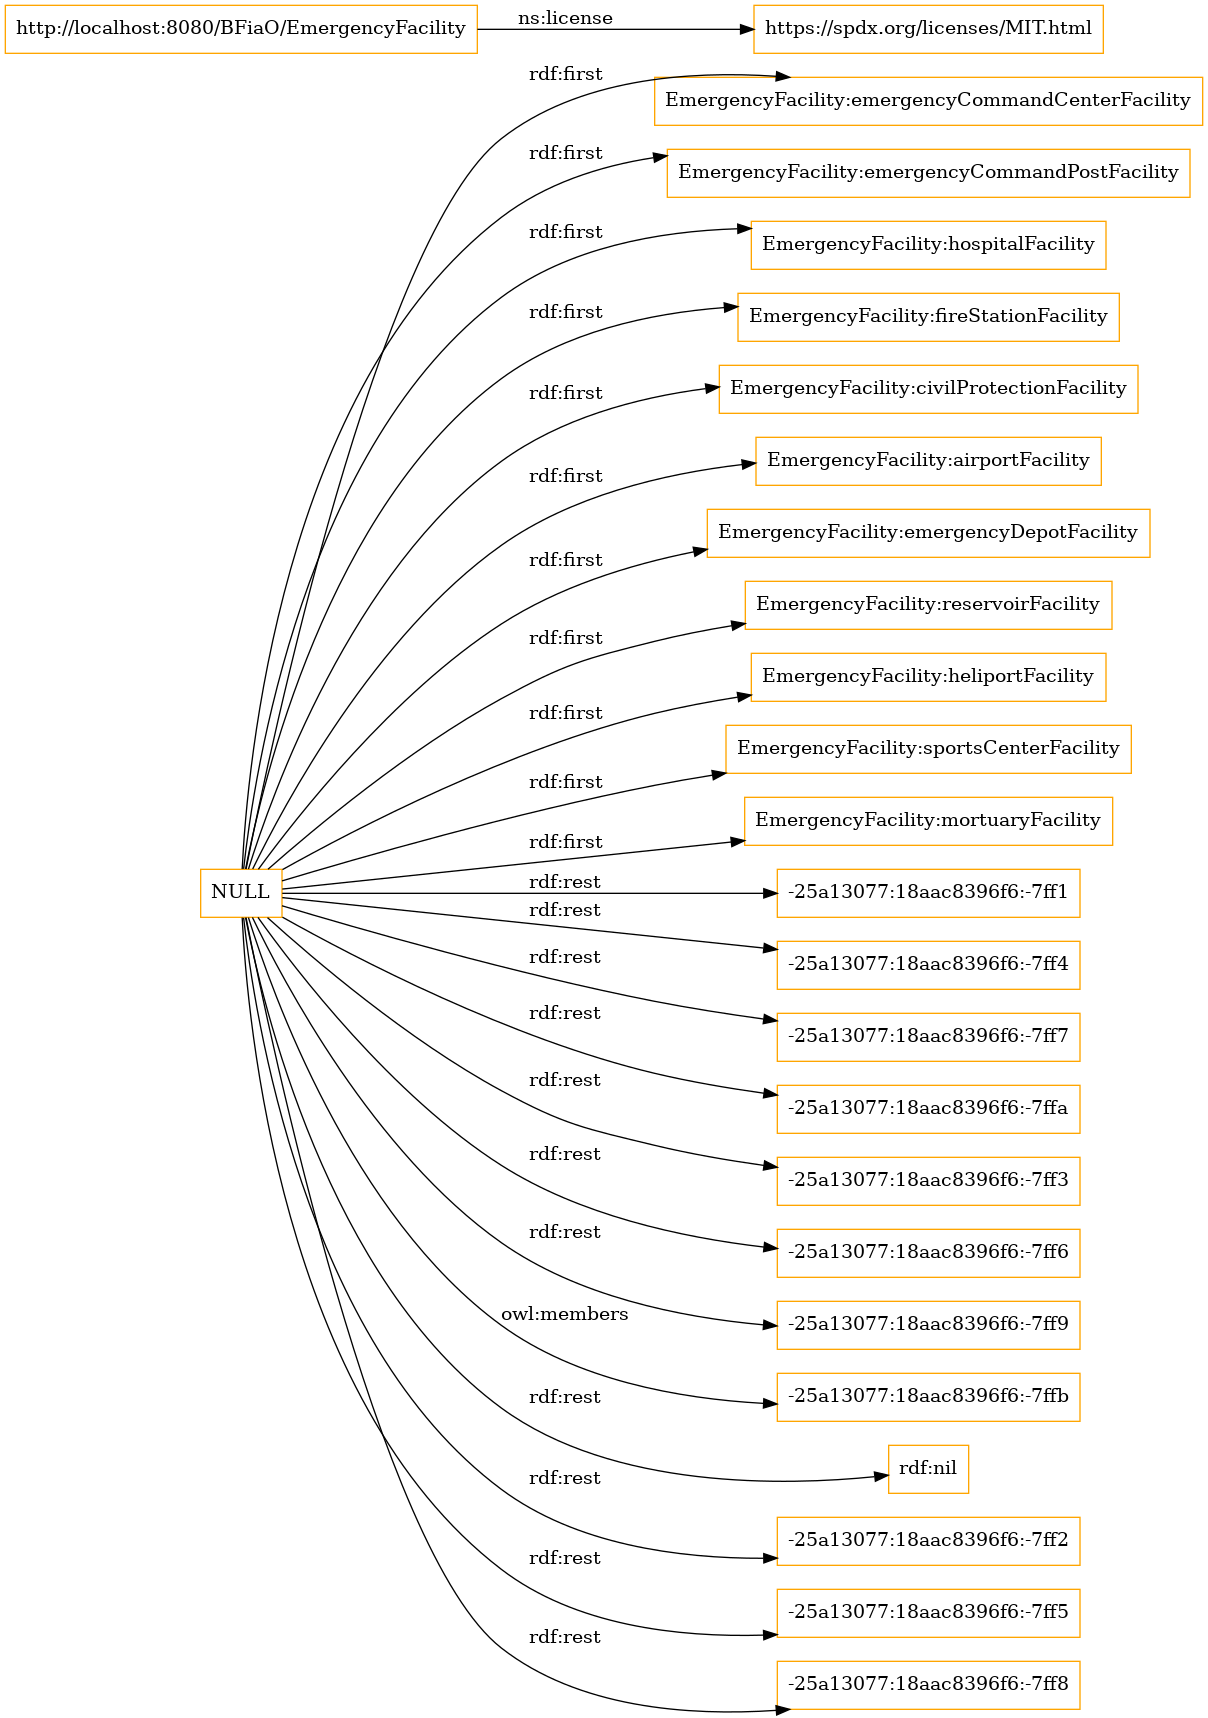 http://localhost:8080/BFiaO/EmergencyFacility
ns:license
https://spdx.org/licenses/MIT.html
rdf:first
EmergencyFacility:emergencyCommandCenterFacility
rdf:first
EmergencyFacility:emergencyCommandPostFacility
rdf:first
EmergencyFacility:hospitalFacility
rdf:first
EmergencyFacility:fireStationFacility
rdf:first
EmergencyFacility:civilProtectionFacility
rdf:first
EmergencyFacility:airportFacility
rdf:first
EmergencyFacility:emergencyDepotFacility
rdf:first
EmergencyFacility:reservoirFacility
rdf:first
EmergencyFacility:heliportFacility
rdf:first
EmergencyFacility:sportsCenterFacility
rdf:first
EmergencyFacility:mortuaryFacility
NULL
rdf:rest
-25a13077:18aac8396f6:-7ff1
rdf:rest
-25a13077:18aac8396f6:-7ff4
rdf:rest
-25a13077:18aac8396f6:-7ff7
rdf:rest
-25a13077:18aac8396f6:-7ffa
rdf:rest
-25a13077:18aac8396f6:-7ff3
rdf:rest
-25a13077:18aac8396f6:-7ff6
rdf:rest
-25a13077:18aac8396f6:-7ff9
owl:members
-25a13077:18aac8396f6:-7ffb
rdf:rest
rdf:nil
rdf:rest
-25a13077:18aac8396f6:-7ff2
rdf:rest
-25a13077:18aac8396f6:-7ff5
rdf:rest
-25a13077:18aac8396f6:-7ff8